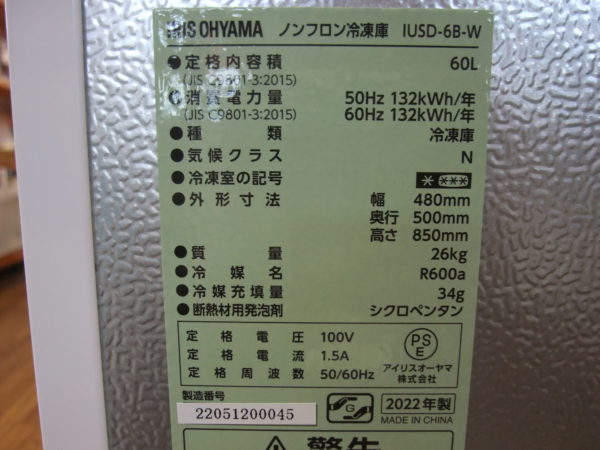 IRIS OHYAMA ノンフロン冷凍庫 IUSD-6B-W
●定格内容積 60L
(JIS C9801-3:2015)
●消費電力量 50Hz 132kWh/年
(JIS C9801-3:2015) 60Hz 132kWh/年
●種類 冷凍庫
●気候クラス N
●冷凍室の記号 * ***
●外形寸法 幅 480mm
奥行 500mm
高さ 850mm
●質量 26kg
●冷媒名 R600a
●冷媒充填量 34g
●断熱材用発泡剤 シクロペンタン
定格電圧 100V
定格電流 1.5A
定格周波数 50/60Hz
PS
E
アイリスオーヤマ
株式会社
製造番号
22051200045
G
2022年製
MADE IN CHINA
警告